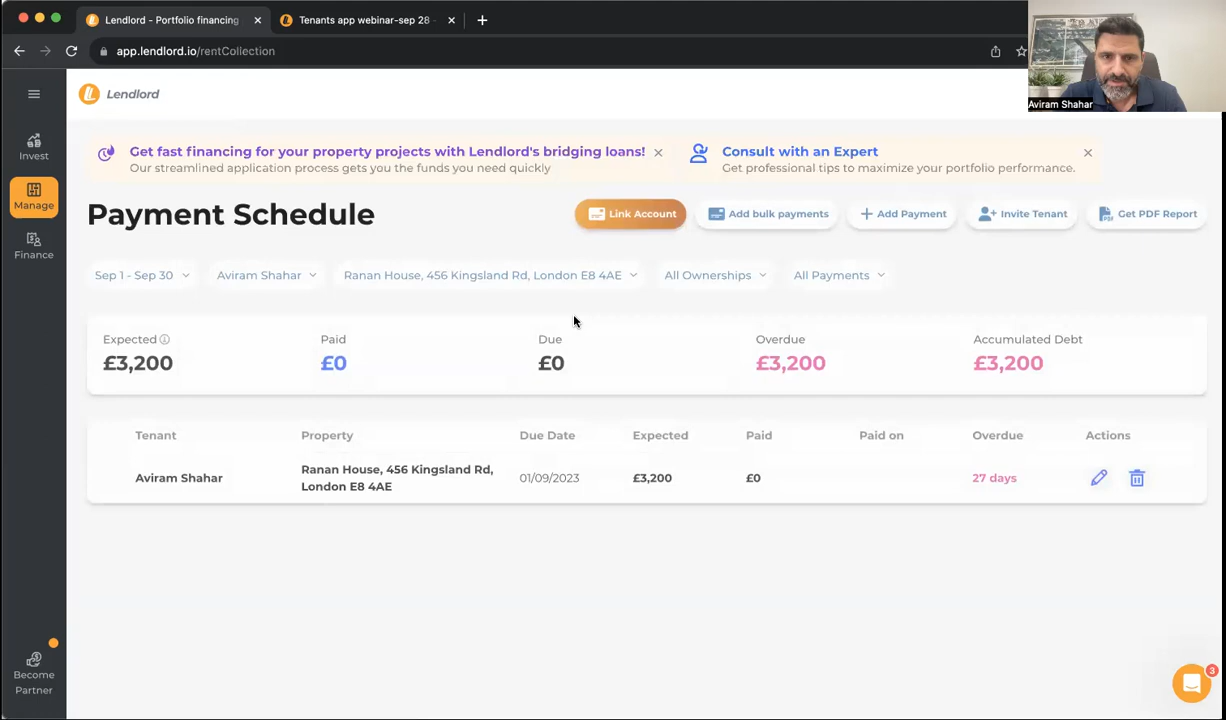 Lendlord - Portfolio financing
Tenants app webinar-sep 28 -
app.lendlord.io/rentCollection
Aviram Shahar
Lendlord
Invest
Manage
Finance
Become
Partner
Get fast financing for your property projects with Lendlord's bridging loans!
Our streamlined application process gets you the funds you need quickly
Consult with an Expert
Get professional tips to maximize your portfolio performance.
Payment Schedule
Link Account
Add bulk payments
Add Payment
Invite Tenant
Get PDF Report
Sep 1 - Sep 30
Aviram Shahar
Ranan House, 456 Kingsland Rd, London E8 4AE
All Ownerships
All Payments
Expected
£3,200
Paid
£0
Due
£0
Overdue
£3,200
Accumulated Debt
£3,200
Tenant Property Due Date Expected Paid Paid on Overdue Actions
Aviram Shahar
Ranan House, 456 Kingsland Rd,
London E8 4AE
01/09/2023
£3,200
£0
27 days
3